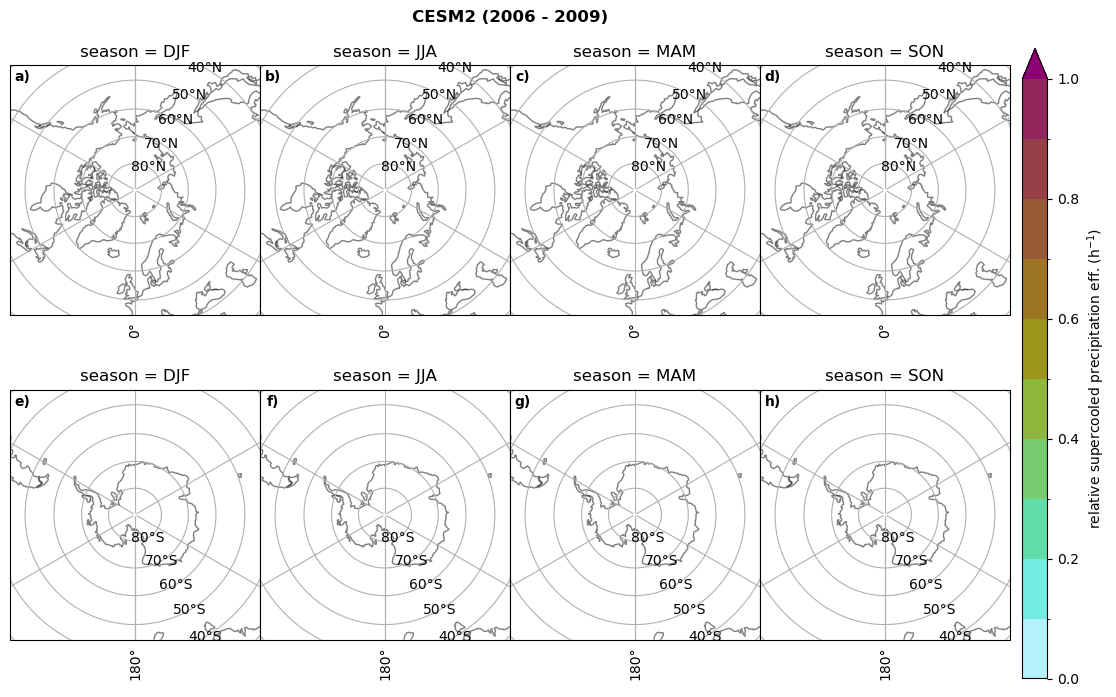 CESM2 (2006 - 2009)
season = DJF
season = JJA
season = MAM
season = SON
a)
40°N
50°N
60°N
70°N
80°N
0°
b)
40°N
50°N
60°N
70°N
80°N
0°
c)
40°N
50°N
60°N
70°N
80°N
0°
d)
40°N
50°N
60°N
70°N
80°N
0°
season = DJF
season = JJA
season = MAM
season = SON
e)
80°S
70°S
60°S
50°S
40°S
180°
f)
80°S
70°S
60°S
50°S
40°S
180°
g)
80°S
70°S
60°S
50°S
40°S
180°
h)
80°S
70°S
60°S
50°S
40°S
180°
1.0
0.8
0.6
0.4
0.2
0.0
relative supercooled precipitation eff. (h⁻¹)